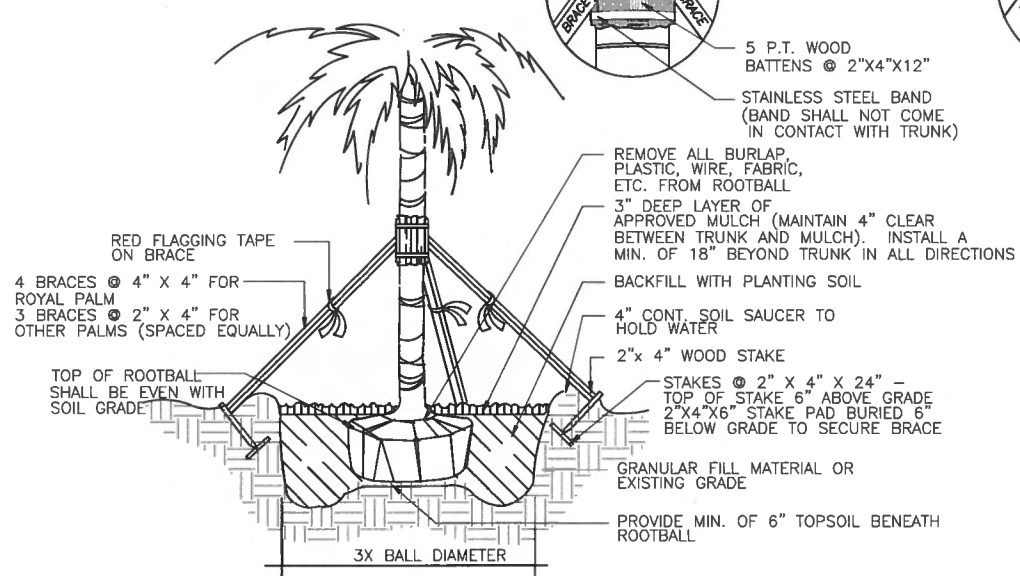 BRACE
BRACE
5 P.T. WOOD
BATTENS @ 2"X4"X12"
STAINLESS STEEL BAND
(BAND SHALL NOT COME
IN CONTACT WITH TRUNK)
REMOVE ALL BURLAP,
PLASTIC, WIRE, FABRIC,
ETC. FROM ROOTBALL
3" DEEP LAYER OF
APPROVED MULCH (MAINTAIN 4" CLEAR
BETWEEN TRUNK AND MULCH). INSTALL A
MIN. OF 18" BEYOND TRUNK IN ALL DIRECTIONS
RED FLAGGING TAPE
ON BRACE
4 BRACES @ 4" X 4" FOR
ROYAL PALM
3 BRACES @ 2" X 4" FOR
OTHER PALMS (SPACED EQUALLY)
BACKFILL WITH PLANTING SOIL
4" CONT. SOIL SAUCER TO
HOLD WATER
2"x 4" WOOD STAKE
TOP OF ROOTBALL
SHALL BE EVEN WITH
SOIL GRADE
STAKES @ 2" X 4" X 24" –
TOP OF STAKE 6" ABOVE GRADE
2"X4"X6" STAKE PAD BURIED 6"
BELOW GRADE TO SECURE BRACE
GRANULAR FILL MATERIAL OR
EXISTING GRADE
PROVIDE MIN. OF 6" TOPSOIL BENEATH
ROOTBALL
3X BALL DIAMETER